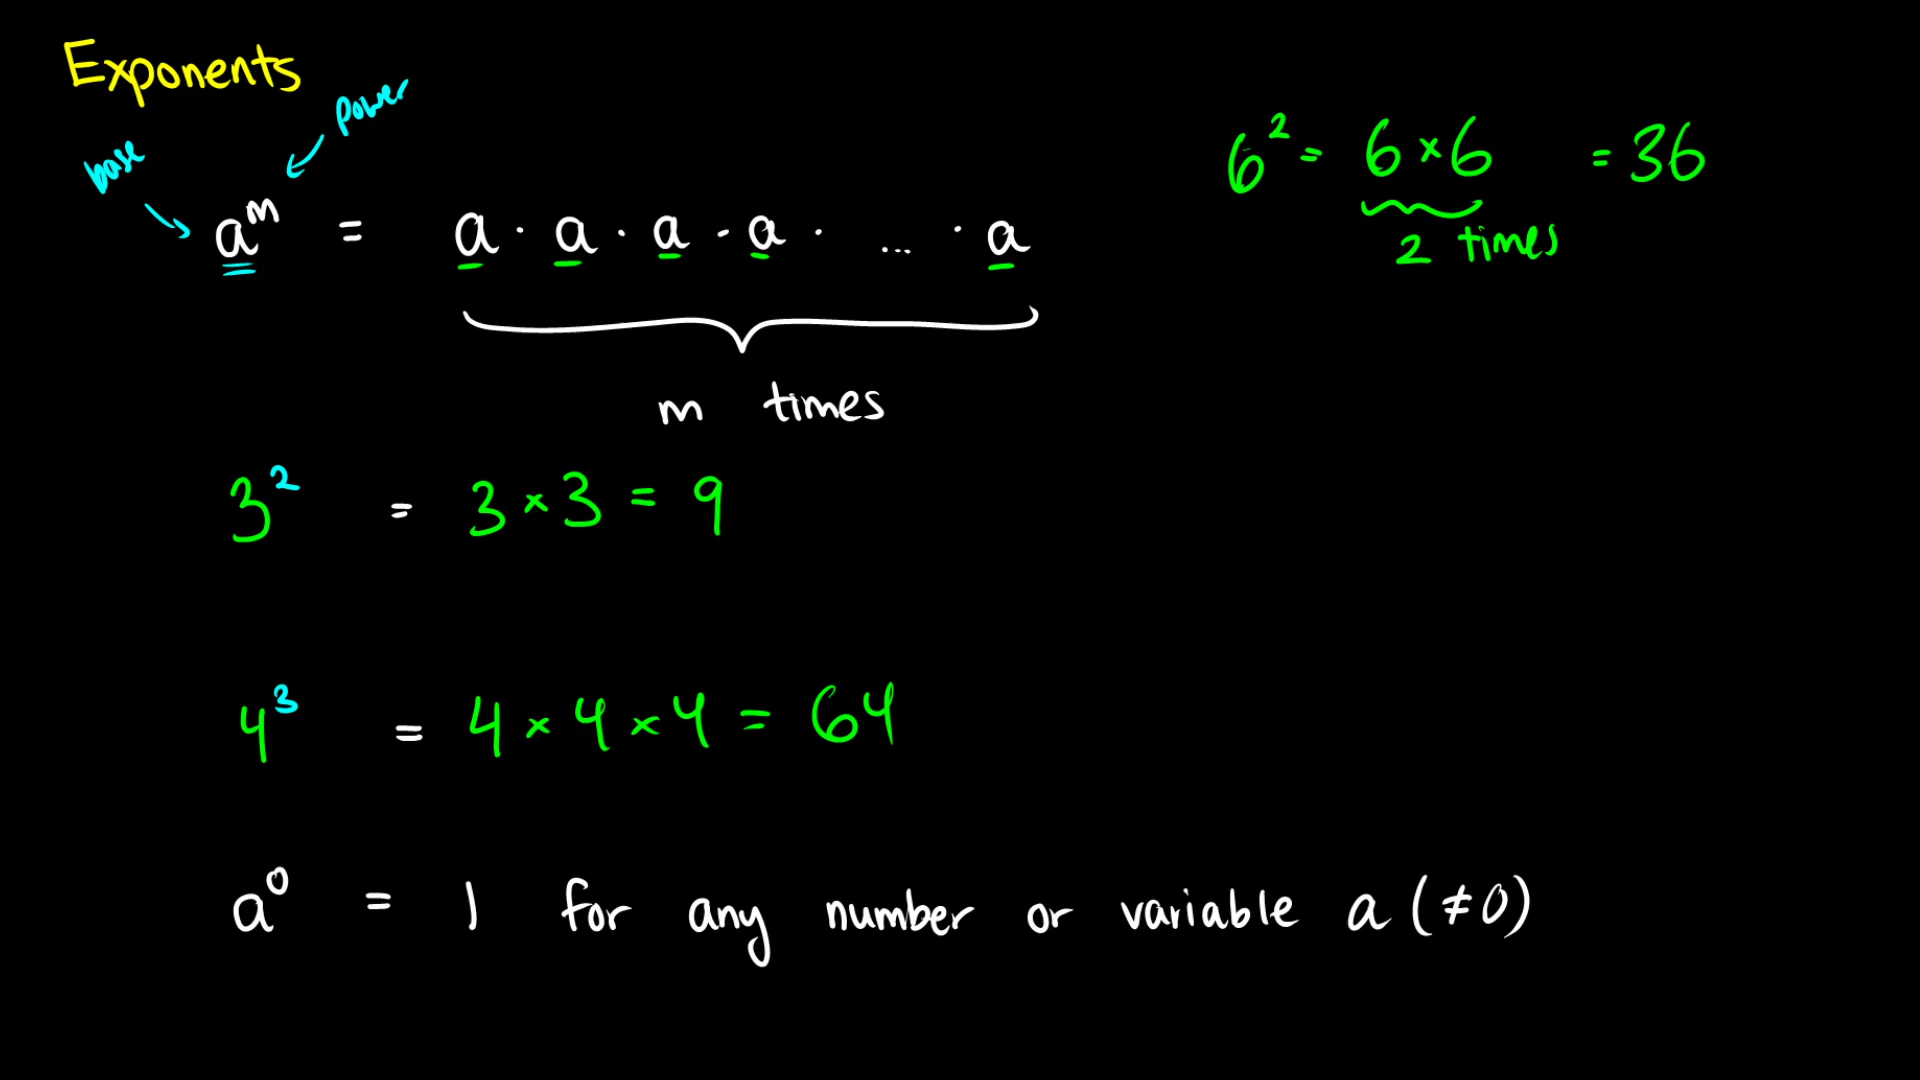 Exponents
power
base
a^m = a · a · a · a · ... · a
m times
6^2 = 6 × 6 = 36
2 times
3^2 = 3 × 3 = 9
4^3 = 4 × 4 × 4 = 64
a^0 = 1 for any number or variable a (≠0)